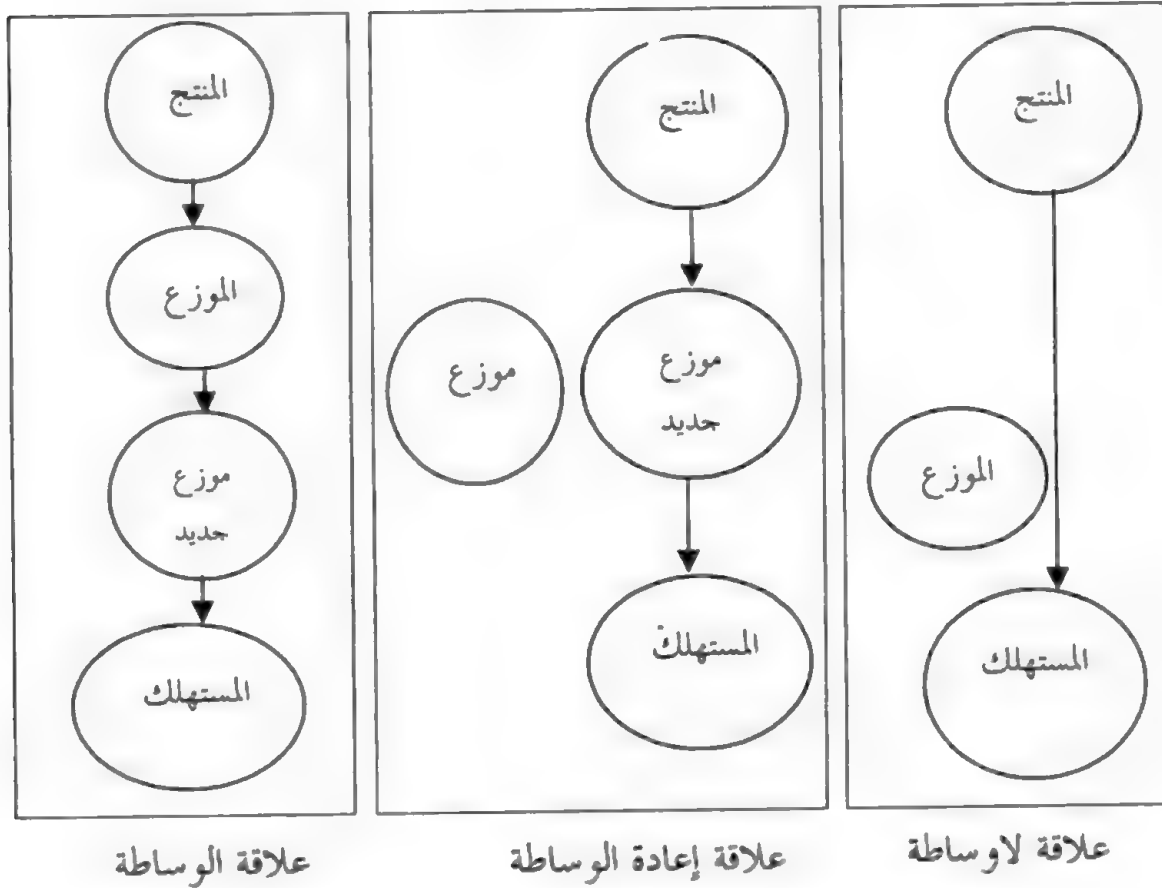 المنتج
الموزع
المستهلك
علاقة لاوساطة
المنتج
موزع
جديد
موزع
المستهلك
علاقة إعادة الوساطة
المنتج
الموزع
موزع
جديد
المستهلك
علاقة الوساطة